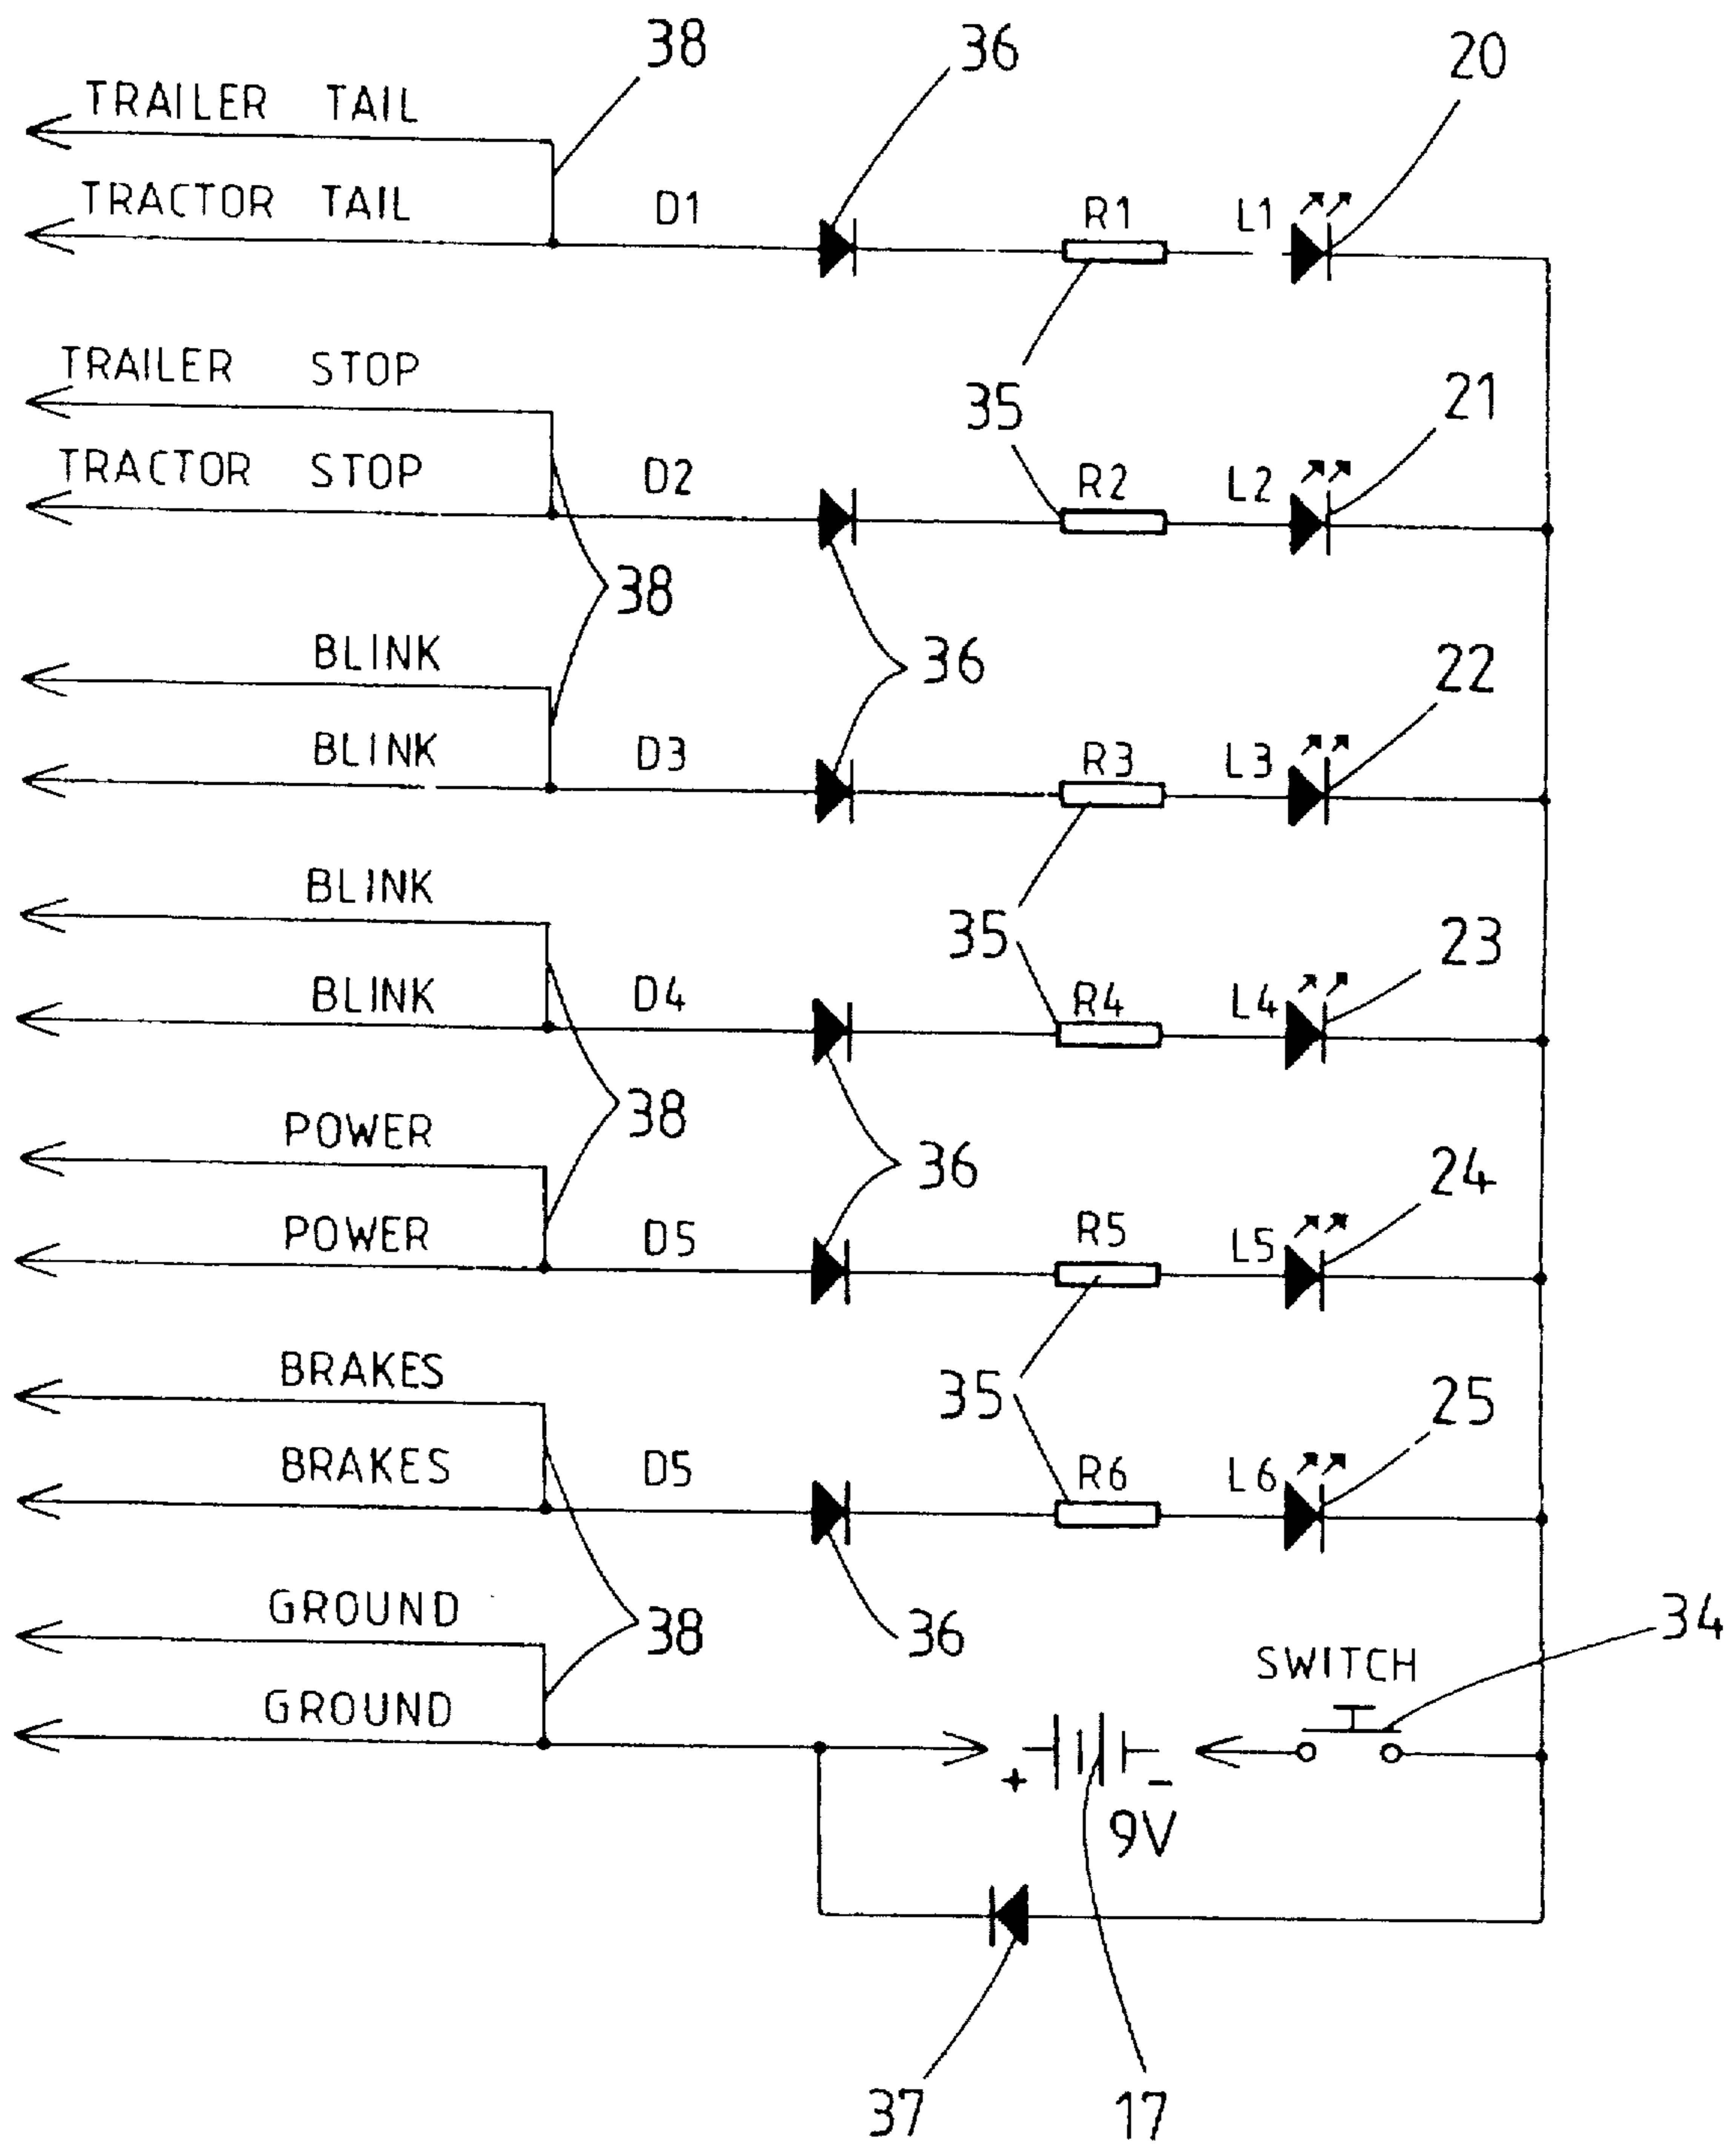 38 36 20
TRAILER TAIL
TRACTOR TAIL D1 R1 L1
TRAILER STOP
35 21
TRACTOR STOP D2 R2 L2
38
BLINK 36 22
BLINK D3 R3 L3
BLINK
35 23
BLINK D4 R4 L4
38
POWER 36 24
POWER D5 R5 L5
BRAKES
35 25
BRAKES D5 R6 L6
GROUND 38 36 34
SWITCH
GROUND
+ -
9V
37 17